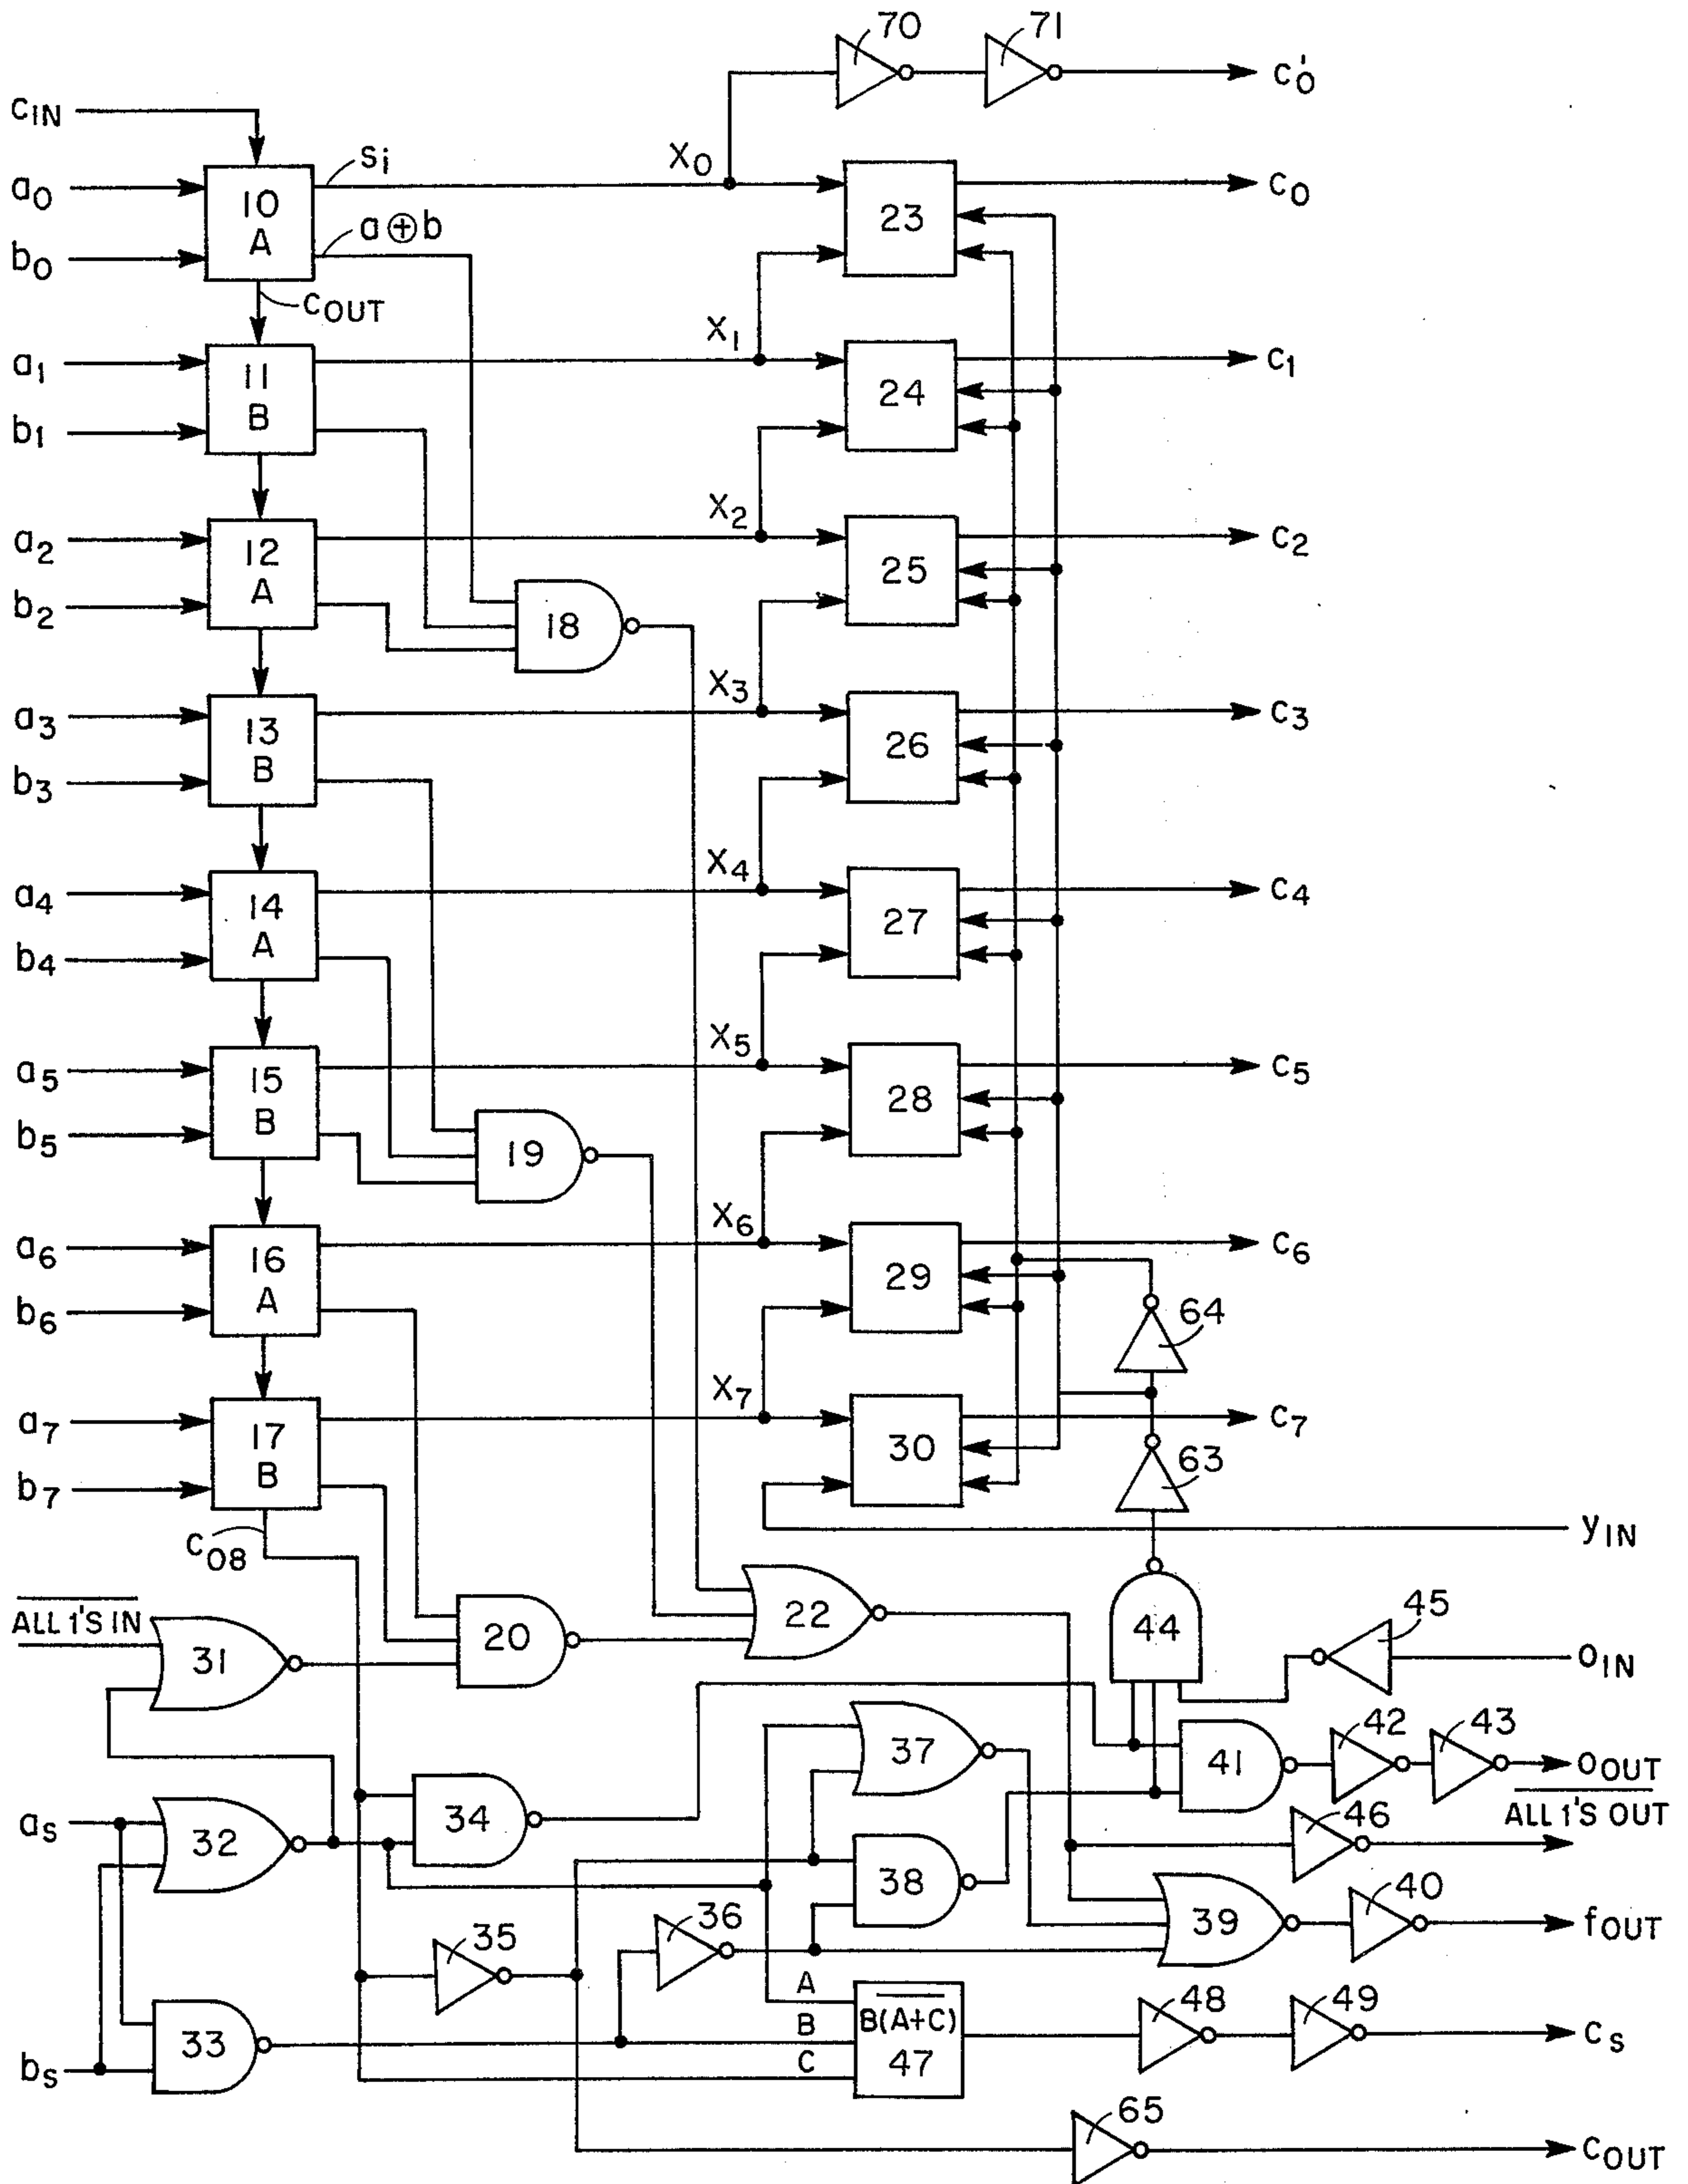 70
71
c'₀
cIN
sᵢ
X₀
a₀
10
A
23
c₀
a⊕b
b₀
cOUT
X₁
a₁
11
B
24
c₁
b₁
X₂
a₂
12
A
25
c₂
b₂
18
X₃
a₃
13
B
26
c₃
b₃
X₄
a₄
14
A
27
c₄
b₄
X₅
a₅
15
B
28
c₅
b₅
19
X₆
a₆
16
A
29
c₆
b₆
64
X₇
a₇
17
B
30
c₇
b₇
63
yIN
c₀₈
ALL 1'S IN
20
22
44
45
31
oIN
37
41
42
43
oOUT
ALL 1'S OUT
aS
32
34
46
38
40
36
39
fOUT
35
A
B
C
B(A+C)
47
48
49
cS
33
bS
65
cOUT